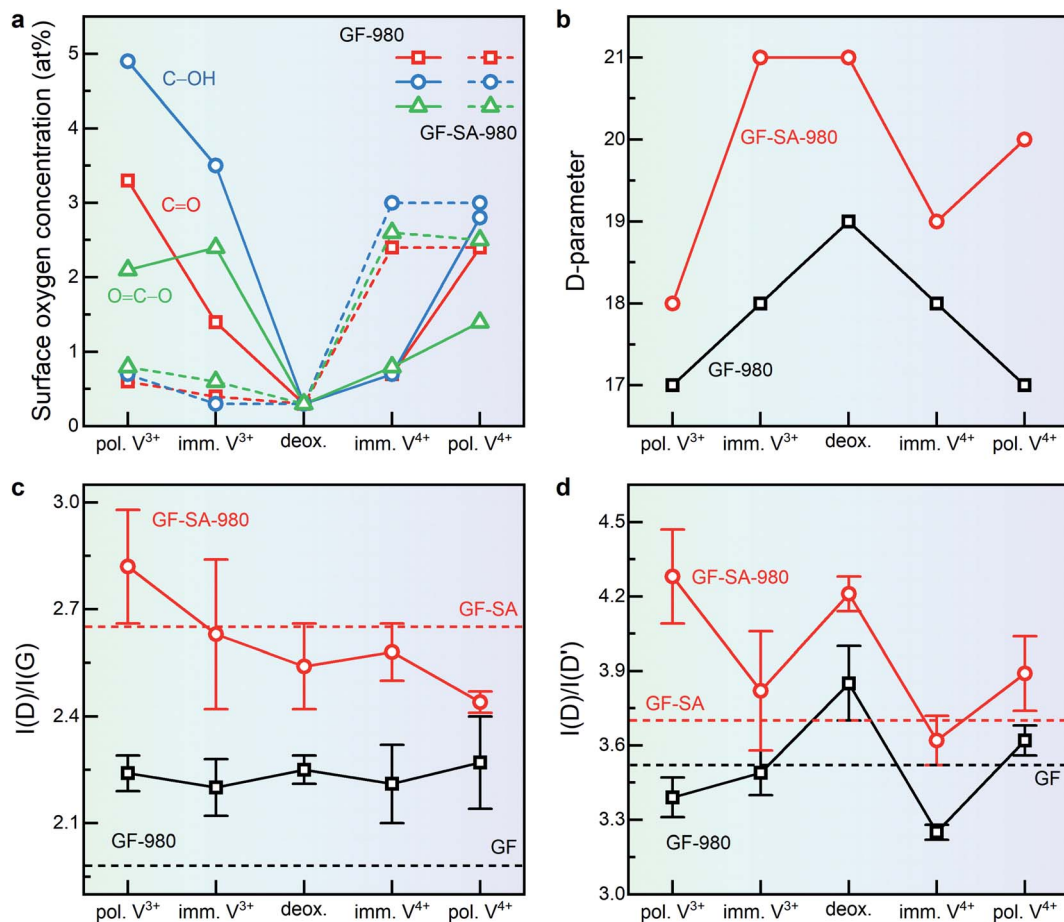 a
Surface oxygen concentration (at%)
5
4
3
2
1
0
C–OH
C=O
O=C–O
GF-980
GF-SA-980
pol. V³⁺ imm. V³⁺ deox. imm. V⁴⁺ pol. V⁴⁺
b
D-parameter
21
20
19
18
17
GF-SA-980
GF-980
pol. V³⁺ imm. V³⁺ deox. imm. V⁴⁺ pol. V⁴⁺
c
I(D)/I(G)
3.0
2.7
2.4
2.1
GF-SA-980
GF-SA
GF-980
GF
pol. V³⁺ imm. V³⁺ deox. imm. V⁴⁺ pol. V⁴⁺
d
I(D)/I(D')
4.5
4.2
3.9
3.6
3.3
3.0
GF-SA-980
GF-SA
GF
GF-980
pol. V³⁺ imm. V³⁺ deox. imm. V⁴⁺ pol. V⁴⁺